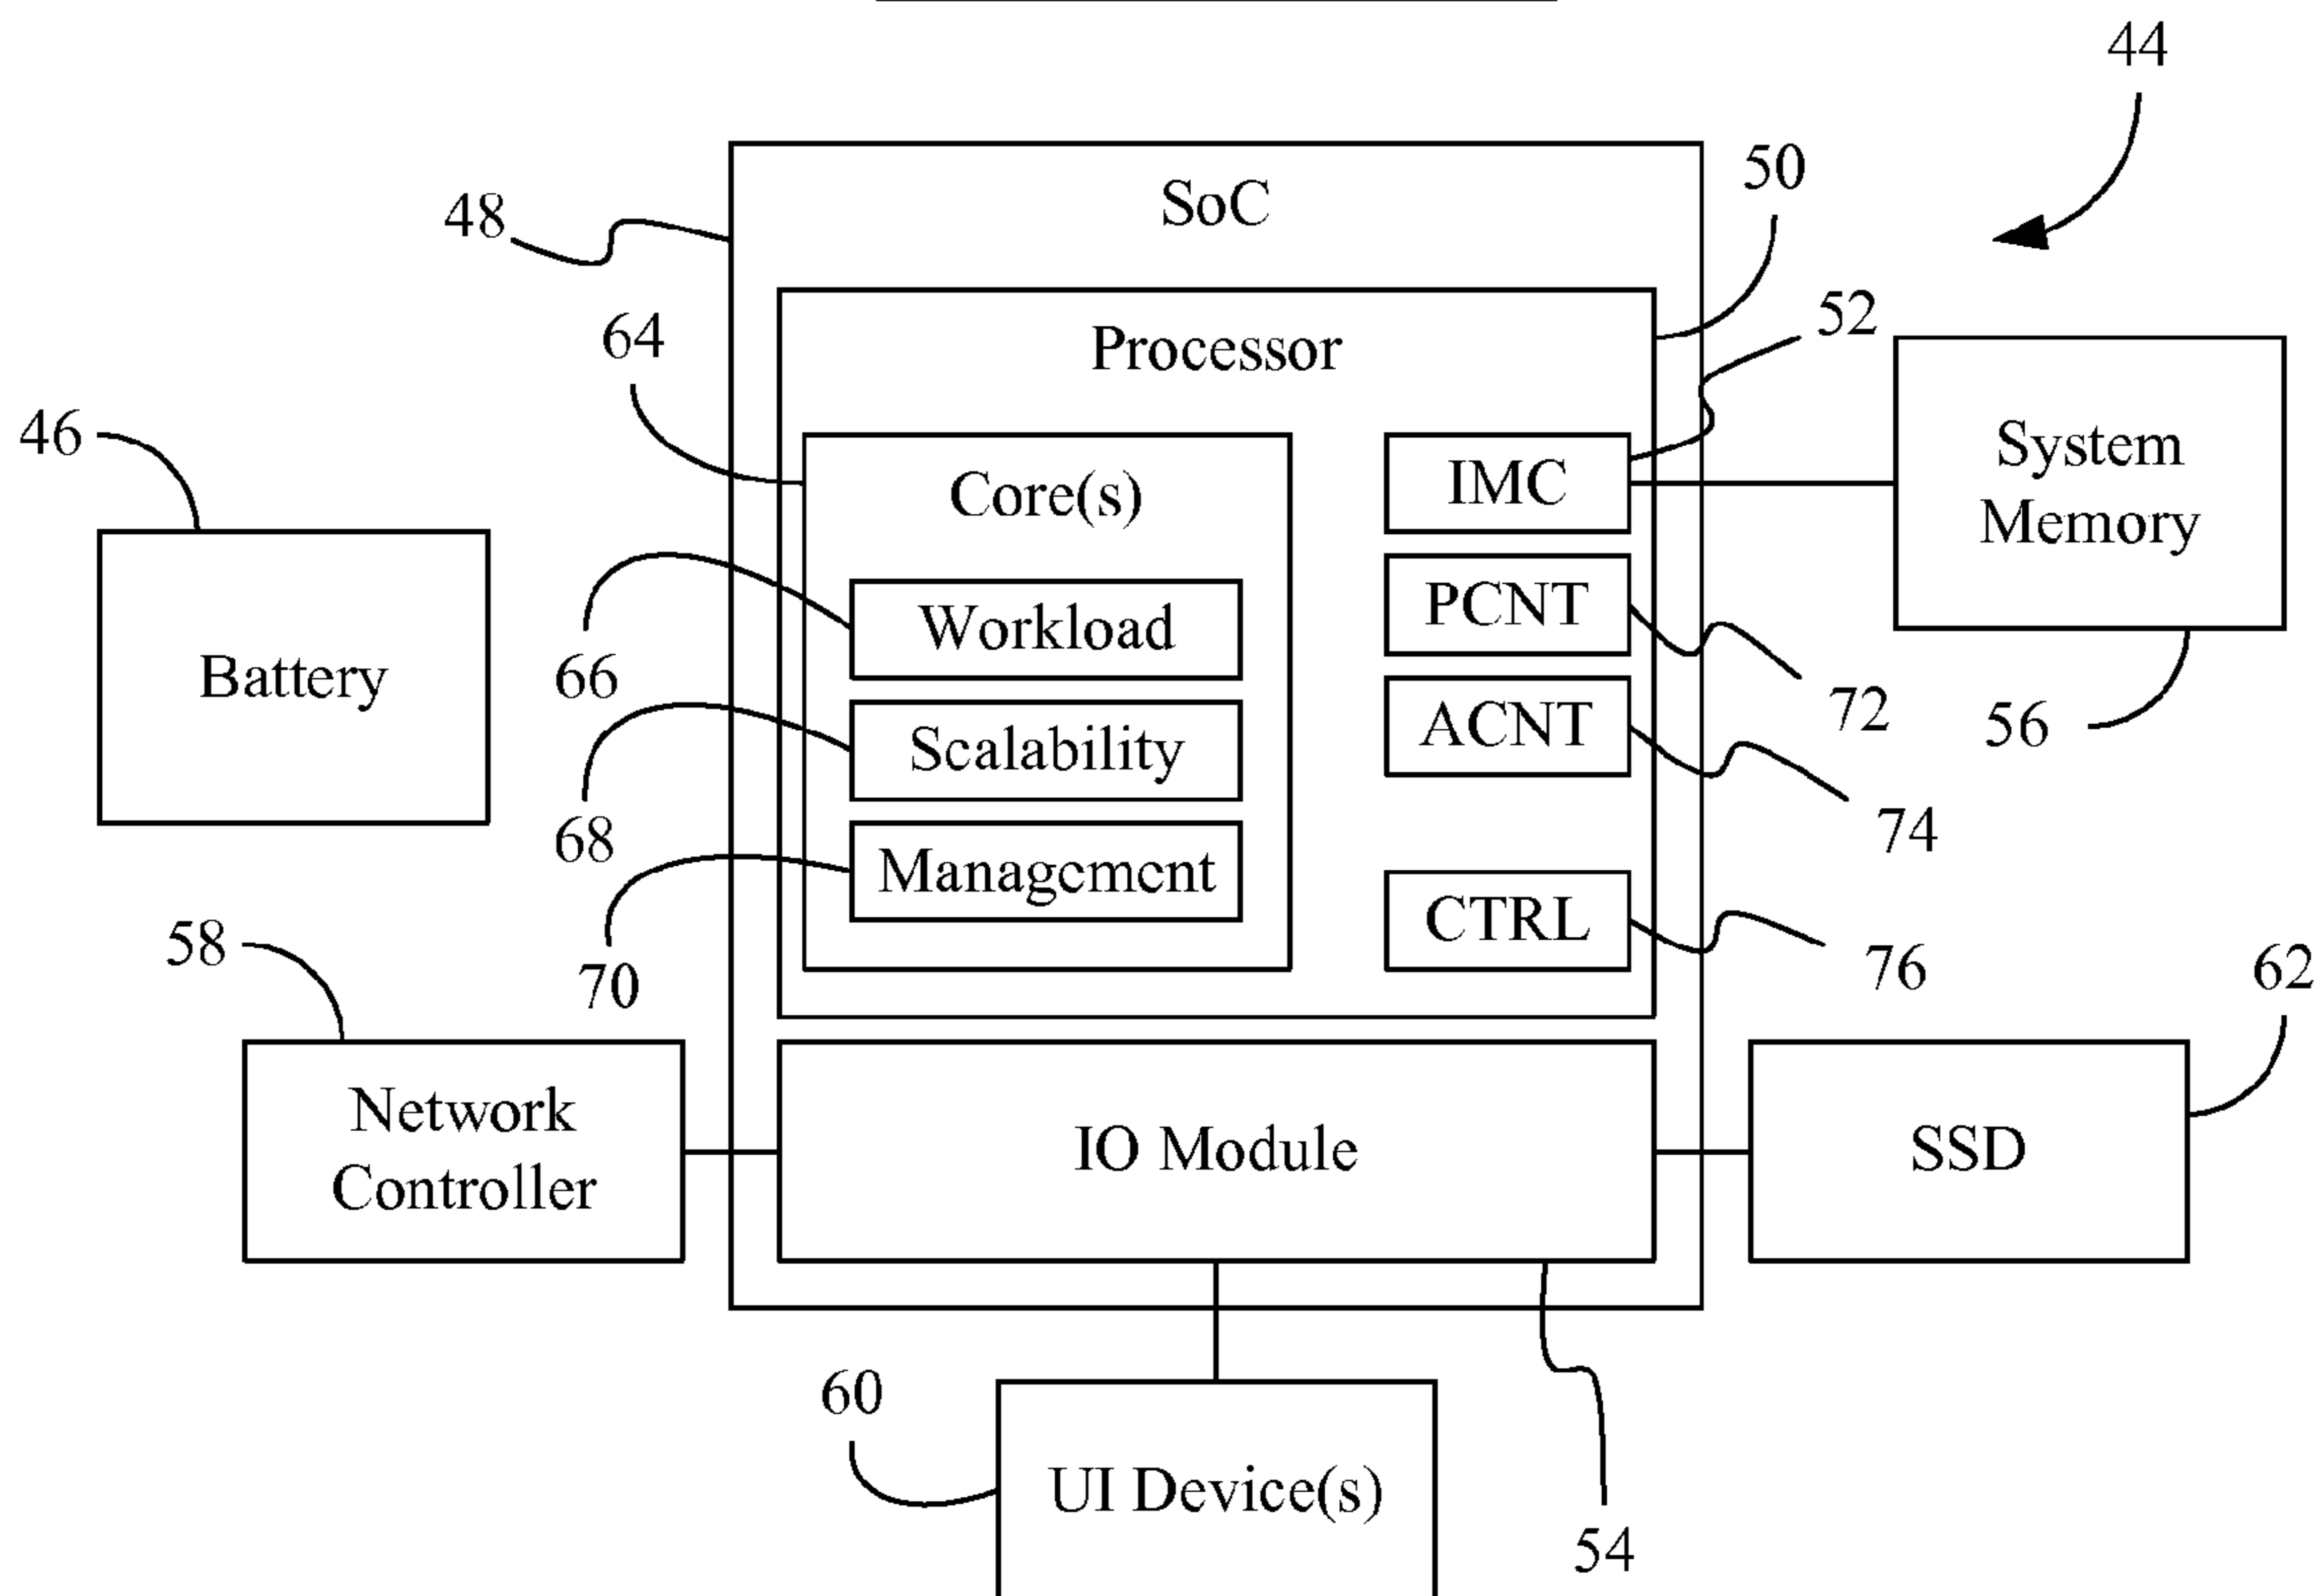 44
50
SoC
48
52
64
Processor
46
System
Memory
Core(s)
IMC
Workload
PCNT
Battery
66
72
56
Scalability
ACNT
68
74
Management
CTRL
58
70
76
62
Network
Controller
IO Module
SSD
60
UI Device(s)
54